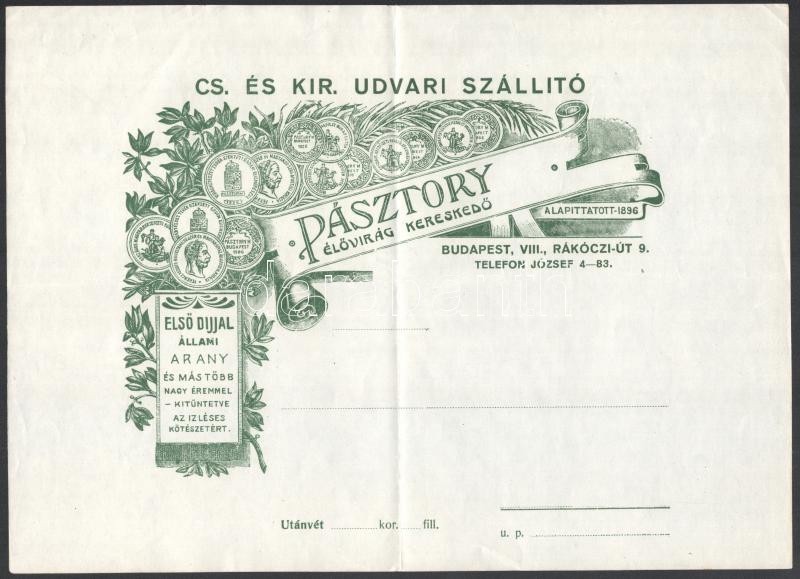 CS. ÉS KIR. UDVARI SZÁLLITÓ
PÁSZTORY
ÉLŐVIRÁG KERESKEDŐ
ALAPITTATOTT-1896
BUDAPEST, VIII., RÁKÓCZI-ÚT 9.
TELEFON JÓZSEF 4—83.
ELSŐ DIJJAL
ÁLLAMI
ARANY
ÉS MÁS TÖBB
NAGY ÉREMMEL
– KITÜNTETVE
AZ IZLÉSES
KÖTÉSZETÉRT.
Utánvét kor. fill.
u. p.